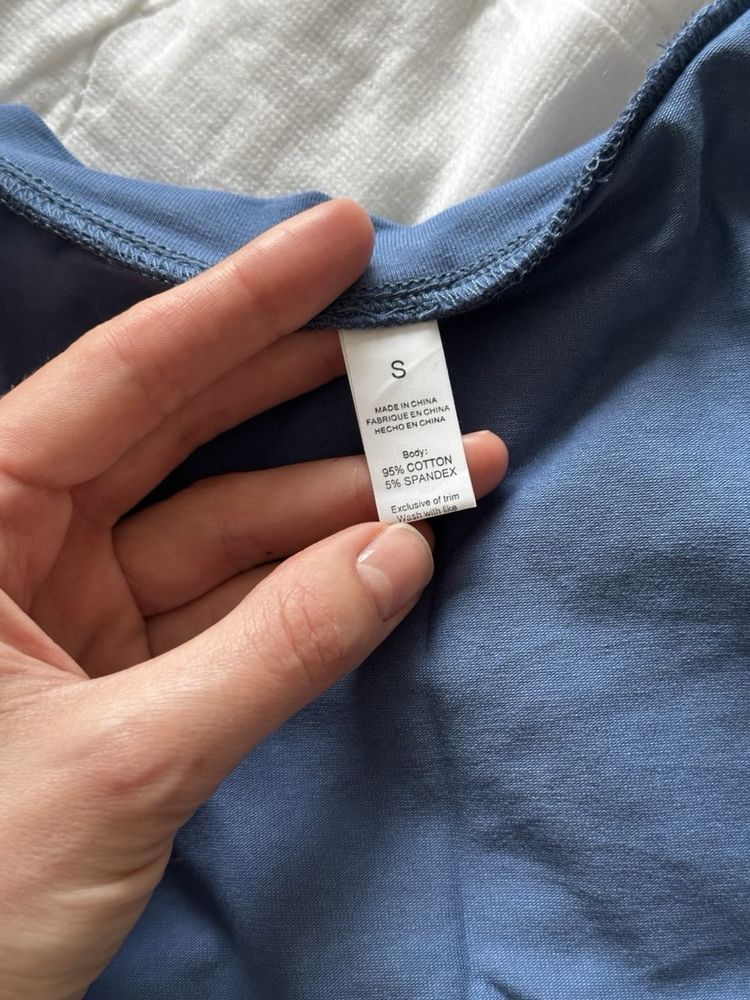 S
MADE IN CHINA
FABRIQUE EN CHINA
HECHO EN CHINA
Body:
95% COTTON
5% SPANDEX
Exclusive of trim
Wash with like